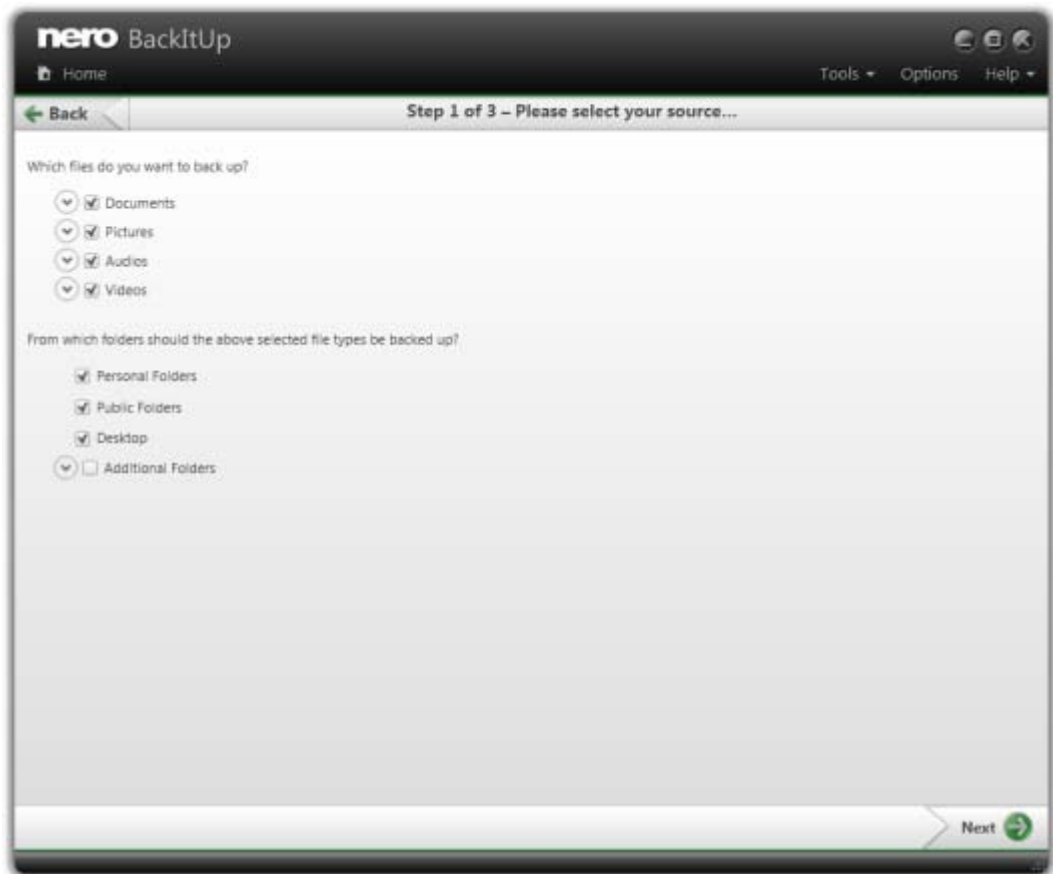 nero BackItUp
Home Tools Options Help
Back Step 1 of 3 – Please select your source...
Which files do you want to back up?
Documents
Pictures
Audios
Videos
From which folders should the above selected file types be backed up?
Personal Folders
Public Folders
Desktop
Additional Folders
Next